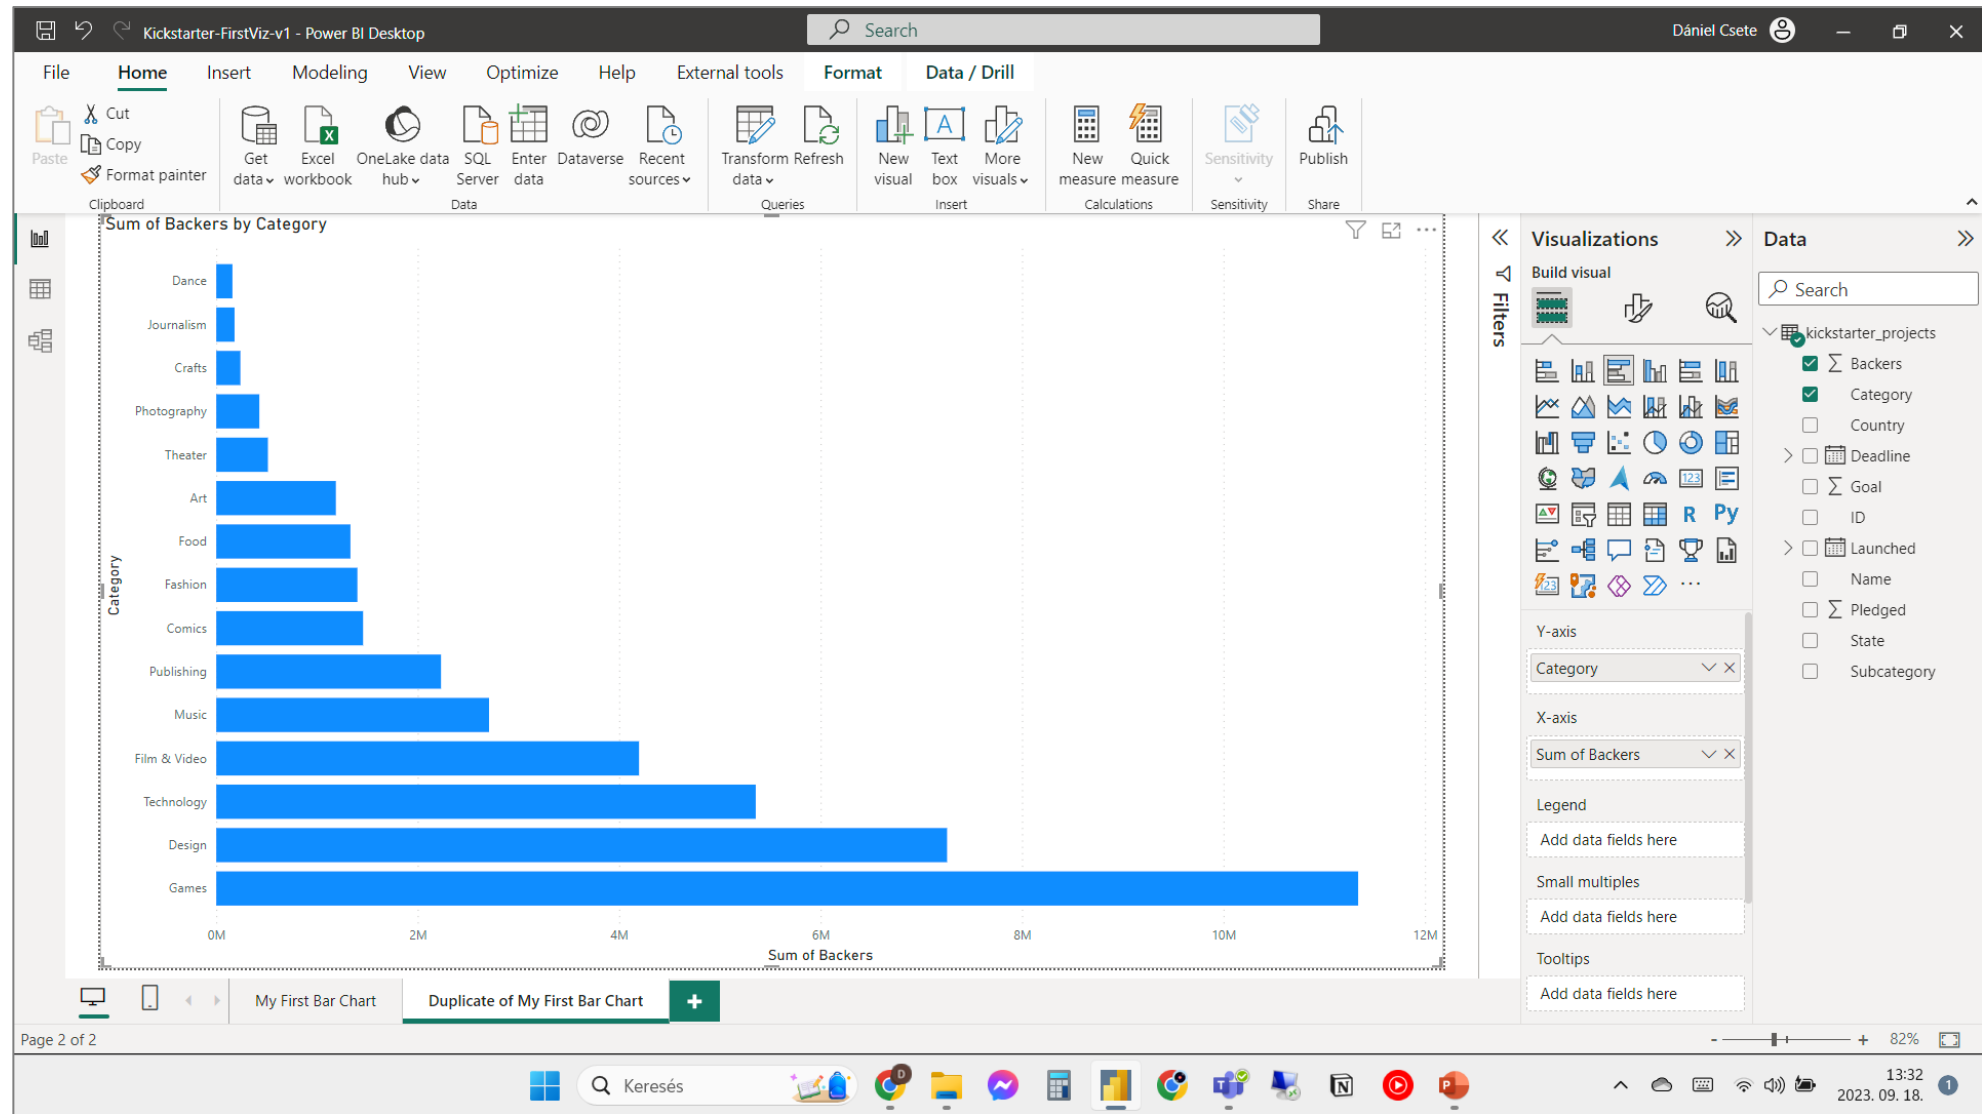 Kickstarter-FirstViz-v1 - Power BI Desktop
Search
Dániel Csete
File Home Insert Modeling View Optimize Help External tools Format Data / Drill
Paste
Cut
Copy
Format painter
Clipboard
Get data
Excel workbook
OneLake data hub
SQL Server
Enter data
Dataverse
Recent sources
Data
Transform data
Refresh
Queries
New visual
Text box
More visuals
Insert
New measure
Quick measure
Calculations
Sensitivity
Sensitivity
Publish
Share
Sum of Backers by Category
Category
Dance
Journalism
Crafts
Photography
Theater
Art
Food
Fashion
Comics
Publishing
Music
Film & Video
Technology
Design
Games
0M 2M 4M 6M 8M 10M 12M
Sum of Backers
Filters
Visualizations
Build visual
123
R Py
123
Y-axis
Category
X-axis
Sum of Backers
Legend
Add data fields here
Small multiples
Add data fields here
Tooltips
Add data fields here
Data
Search
kickstarter_projects
Backers
Category
Country
Deadline
Goal
ID
Launched
Name
Pledged
State
Subcategory
My First Bar Chart
Duplicate of My First Bar Chart
Page 2 of 2
- + 82%
Keresés
D
13:32
2023. 09. 18.
1